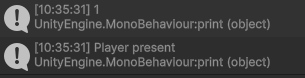 [10:35:31] 1
UnityEngine.MonoBehaviour:print (object)
[10:35:31] Player present
UnityEngine.MonoBehaviour:print (object)